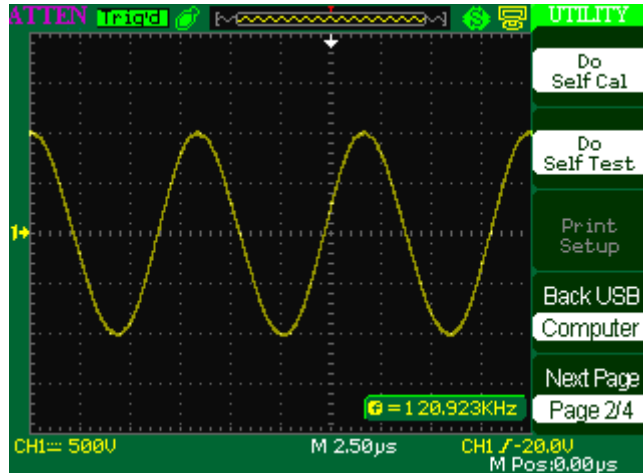 ATTEN Trig'd S UTILITY
Do
Self Cal
Do
Self Test
Print
Setup
Back USB
Computer
Next Page
Page 2/4
1
=120.923KHz
CH1 500V M 2.50µs CH1 -20.0V
M Pos:0.00µs